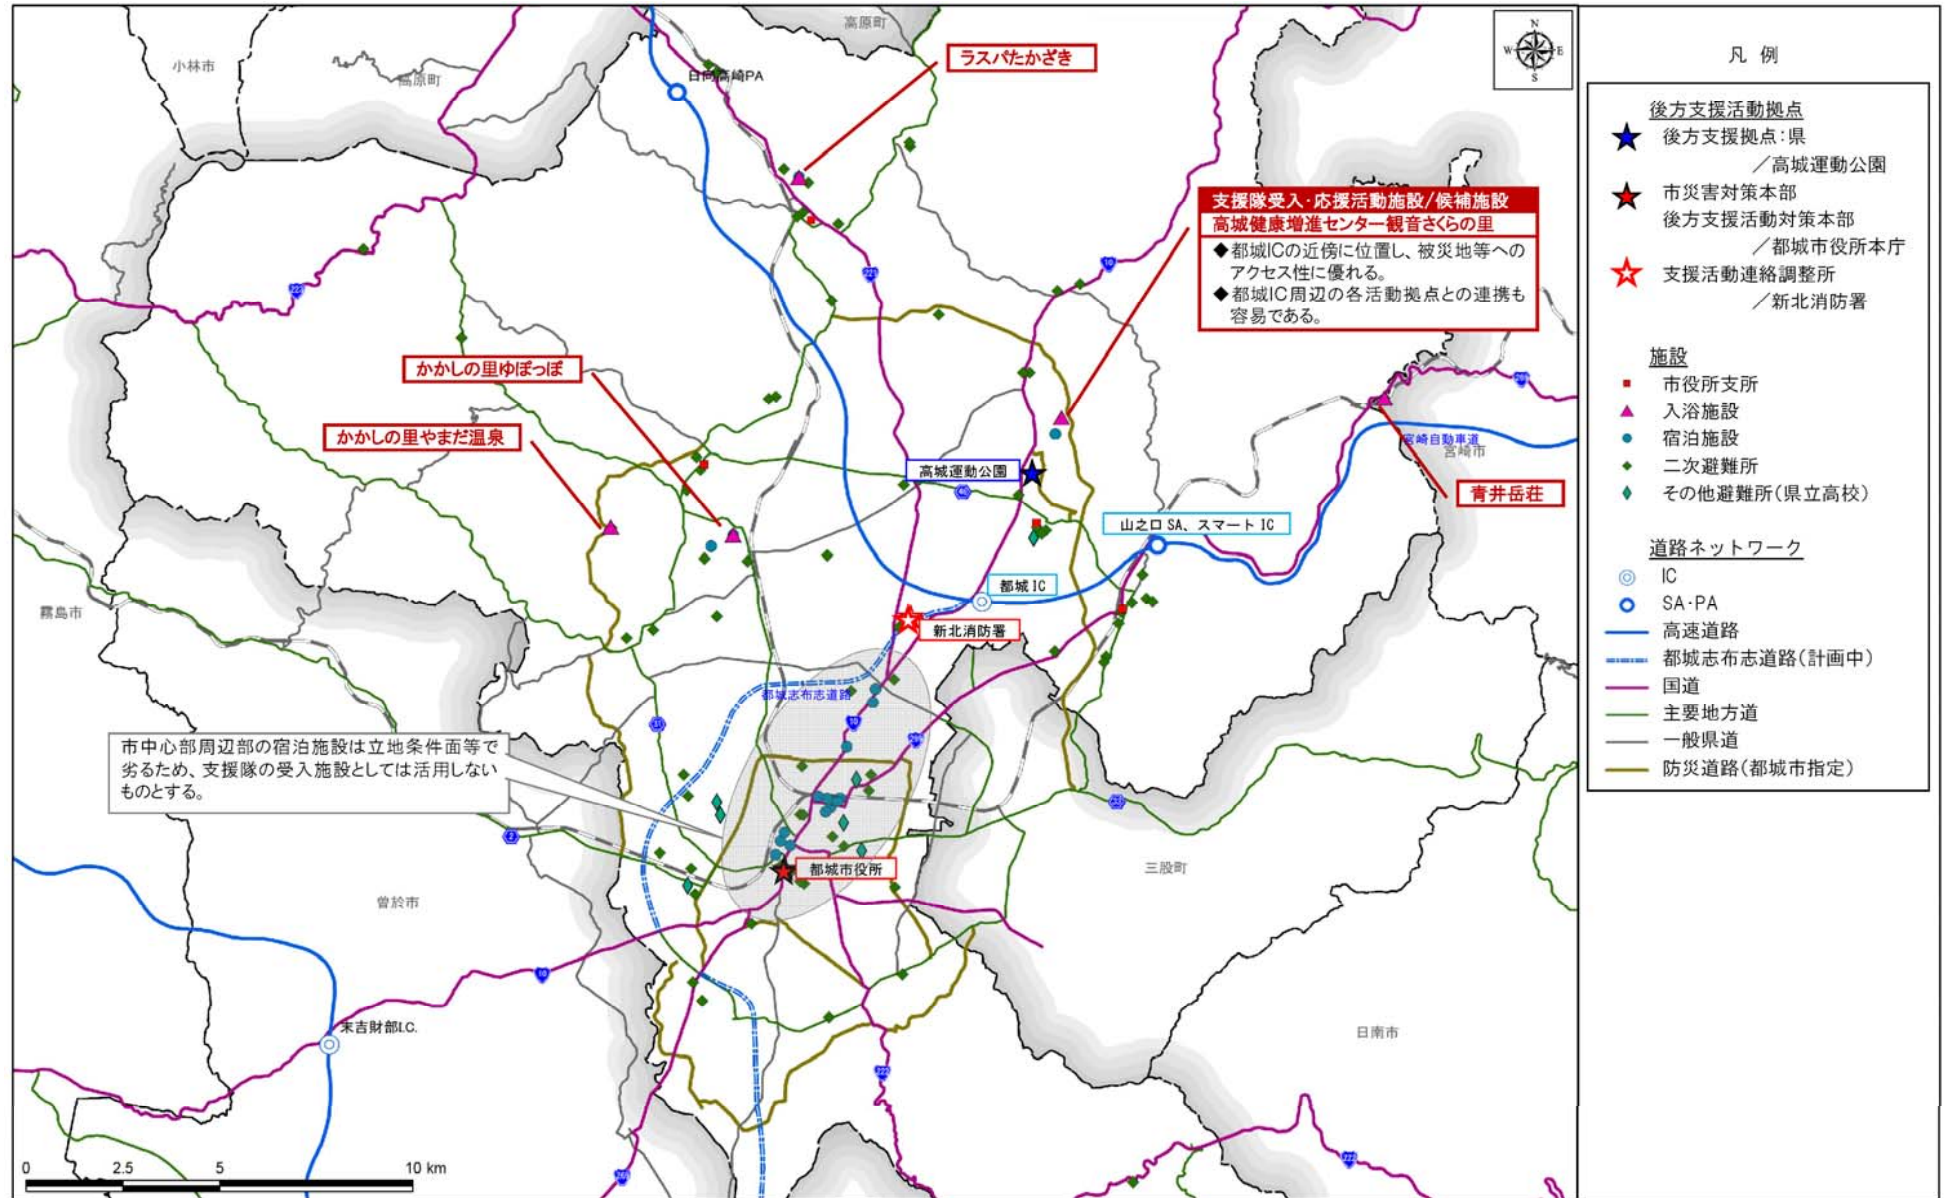 高原町
小林市
高原町
日向高崎PA
ラスパたかざき
N
W
E
S
支援隊受入・応援活動施設/候補施設
高城健康増進センター観音さくらの里
◆都城ICの近傍に位置し、被災地等への
アクセス性に優れる。
◆都城IC周辺の各活動拠点との連携も
容易である。
221
10
223
かかしの里ゆぽっぽ
かかしの里やまだ温泉
宮崎自動車道
宮崎市
高城運動公園
青井岳荘
山之口 SA、スマート IC
都城 IC
霧島市
新北消防署
都城志布志道路
31
10
市中心部周辺部の宿泊施設は立地条件面等で
劣るため、支援隊の受入施設としては活用しない
ものとする。
2
33
都城市役所
三股町
曽於市
10
末吉財部I.C.
日南市
222
222
0
2.5
5
10 km
凡 例
後方支援活動拠点
後方支援拠点：県
／高城運動公園
市災害対策本部
後方支援活動対策本部
／都城市役所本庁
支援活動連絡調整所
／新北消防署
施設
市役所支所
入浴施設
宿泊施設
二次避難所
その他避難所（県立高校）
道路ネットワーク
IC
SA・PA
高速道路
都城志布志道路（計画中）
国道
主要地方道
一般県道
防災道路（都城市指定）